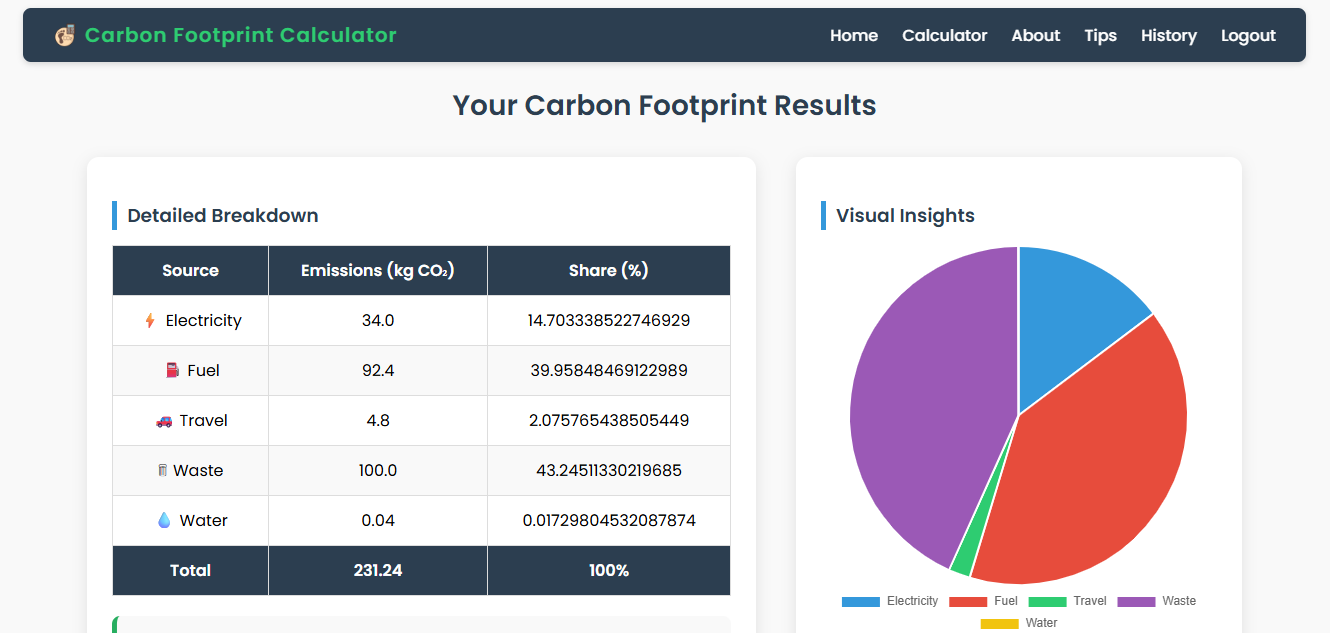 Carbon Footprint Calculator Home Calculator About Tips History Logout
Your Carbon Footprint Results
Detailed Breakdown
Source Emissions (kg CO₂) Share (%)
Electricity 34.0 14.703338522746929
Fuel 92.4 39.95848469122989
Travel 4.8 2.075765438505449
Waste 100.0 43.24511330219685
Water 0.04 0.01729804532087874
Total 231.24 100%
Visual Insights
Electricity Fuel Travel Waste
Water